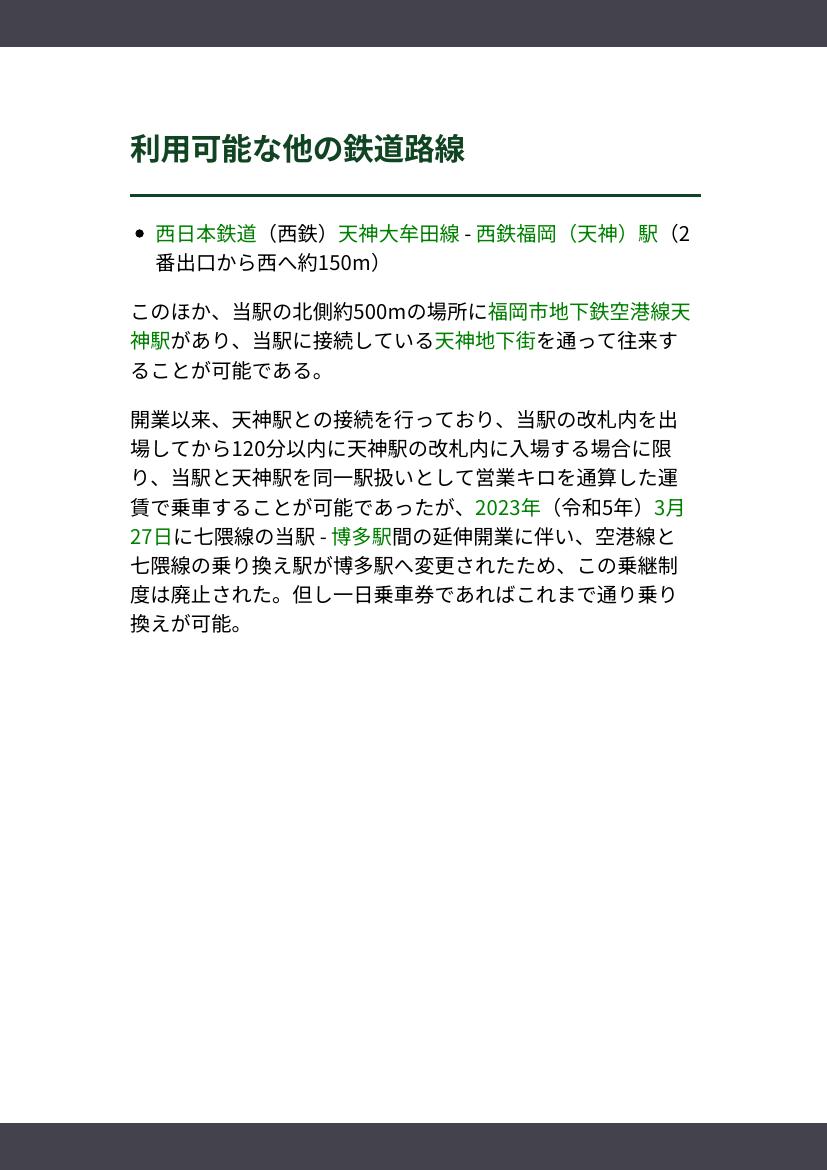 利用可能な他の鉄道路線
• 西日本鉄道（西鉄）天神大牟田線 - 西鉄福岡（天神）駅（2
番出口から西へ約150m）
このほか、当駅の北側約500mの場所に福岡市地下鉄空港線天
神駅があり、当駅に接続している天神地下街を通って往来す
ることが可能である。
開業以来、天神駅との接続を行っており、当駅の改札内を出
場してから120分以内に天神駅の改札内に入場する場合に限
り、当駅と天神駅を同一駅扱いとして営業キロを通算した運
賃で乗車することが可能であったが、2023年（令和5年）3月
27日に七隈線の当駅 - 博多駅間の延伸開業に伴い、空港線と
七隈線の乗り換え駅が博多駅へ変更されたため、この乗継制
度は廃止された。但し一日乗車券であればこれまで通り乗り
換えが可能。